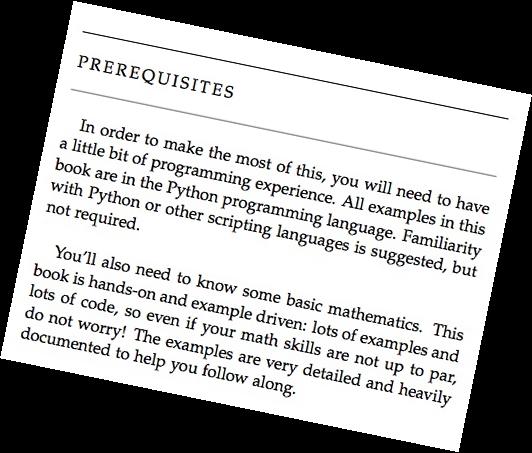 PREREQUISITES
In order to make the most of this, you will need to have
a little bit of programming experience. All examples in this
book are in the Python programming language. Familiarity
with Python or other scripting languages is suggested, but
not required.
You'll also need to know some basic mathematics. This
book is hands-on and example driven: lots of examples and
lots of code, so even if your math skills are not up to par,
do not worry! The examples are very detailed and heavily
documented to help you follow along.